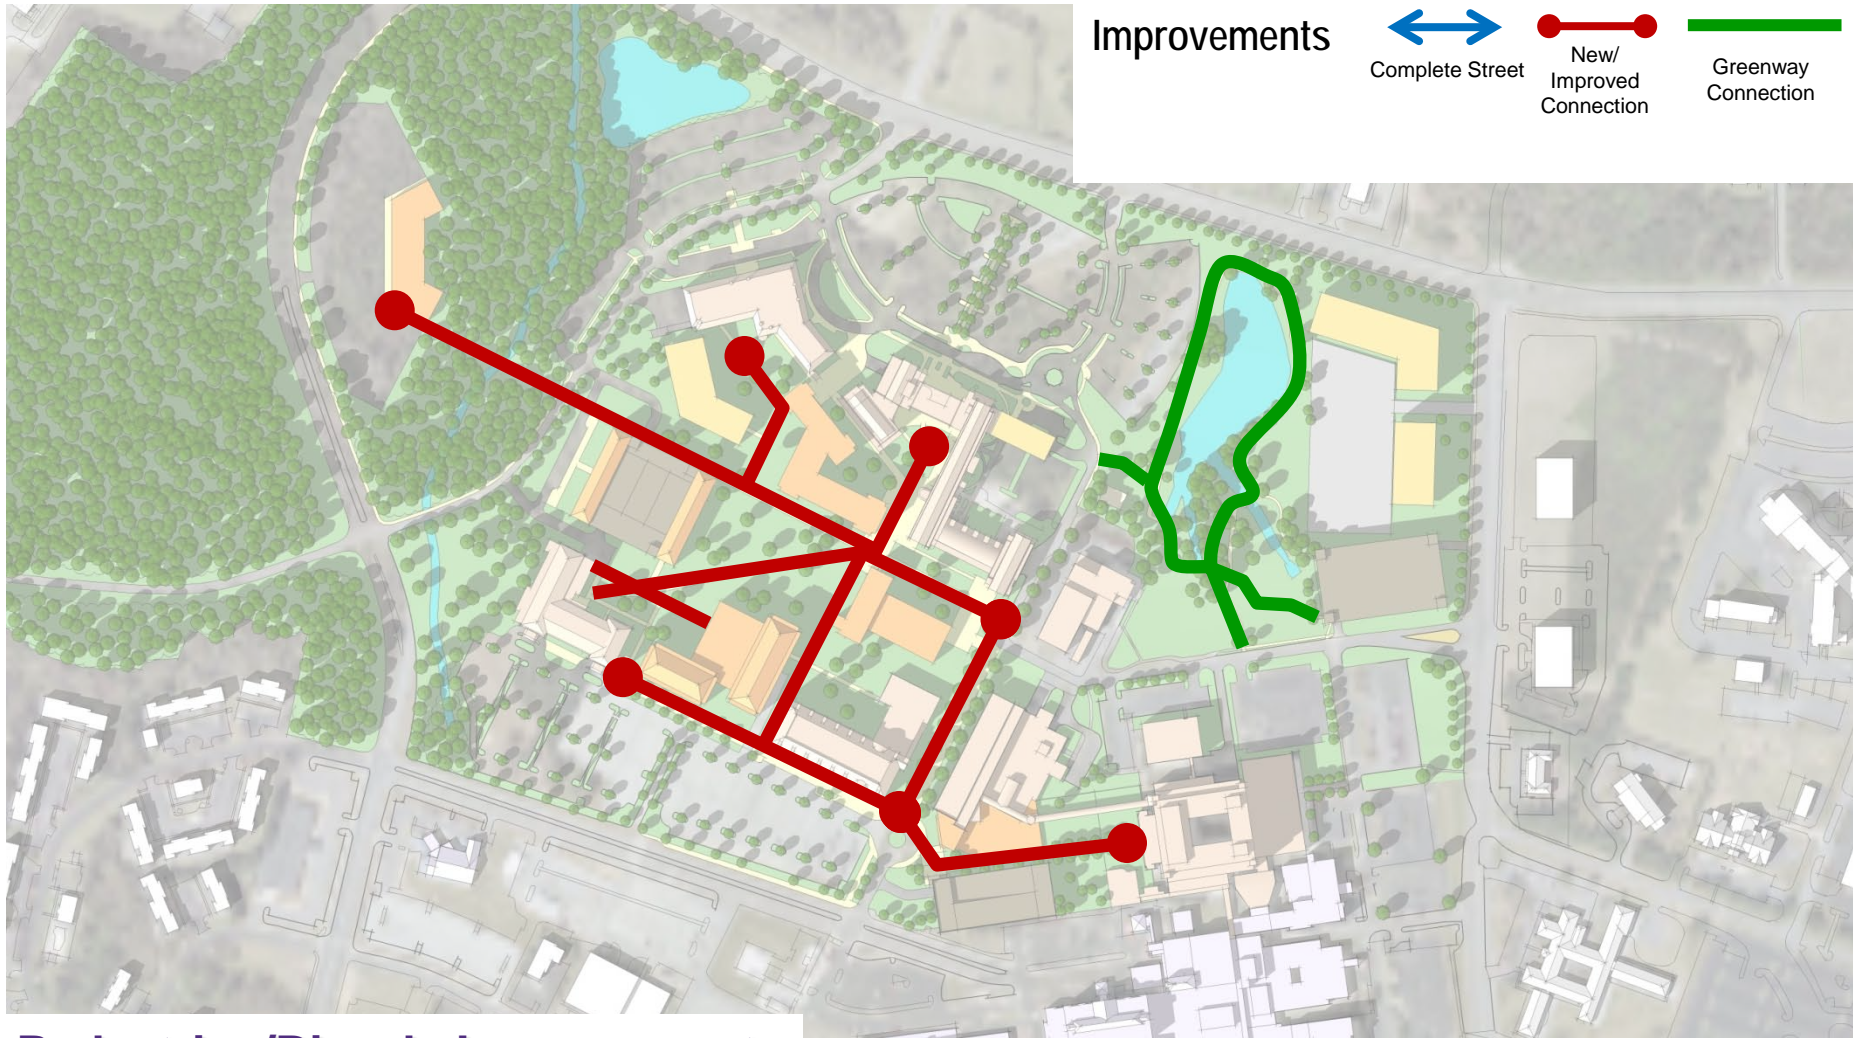 Improvements
Complete Street
New/
Improved
Connection
Greenway
Connection